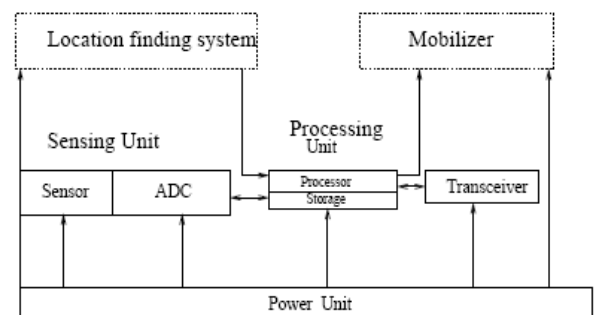 Location finding system
Mobilizer
Sensing Unit
Processing
Unit
Sensor
ADC
Processor
Storage
Transceiver
Power Unit